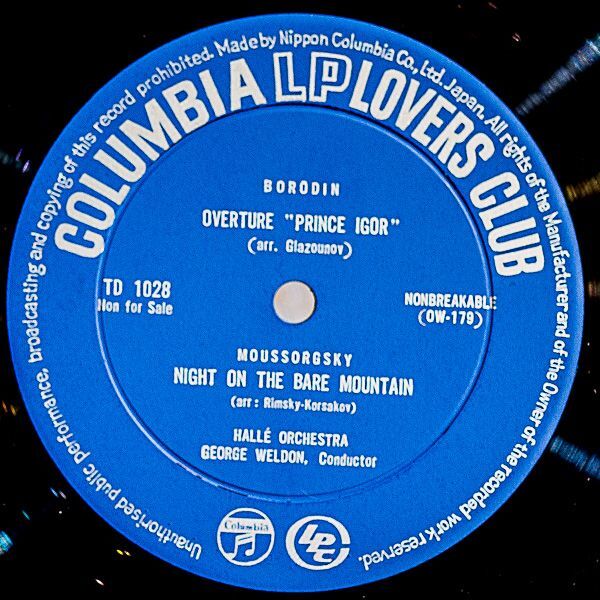 Unauthorised public performance, broadcasting and copying of this record prohibited. Made by Nippon Columbia Co., Ltd. Japan. All rights of the Manufacturer and of the Owner of the recorded work reserved.
COLUMBIA LP LOVERS CLUB
BORODIN
OVERTURE "PRINCE IGOR"
(arr. Glazounov)
TD 1028
Non for Sale
NONBREAKABLE
(OW-179)
MOUSSORGSKY
NIGHT ON THE BARE MOUNTAIN
(arr : Rimsky-Korsakov)
HALLÉ ORCHESTRA
GEORGE WELDON, Conductor
Columbia
LPC